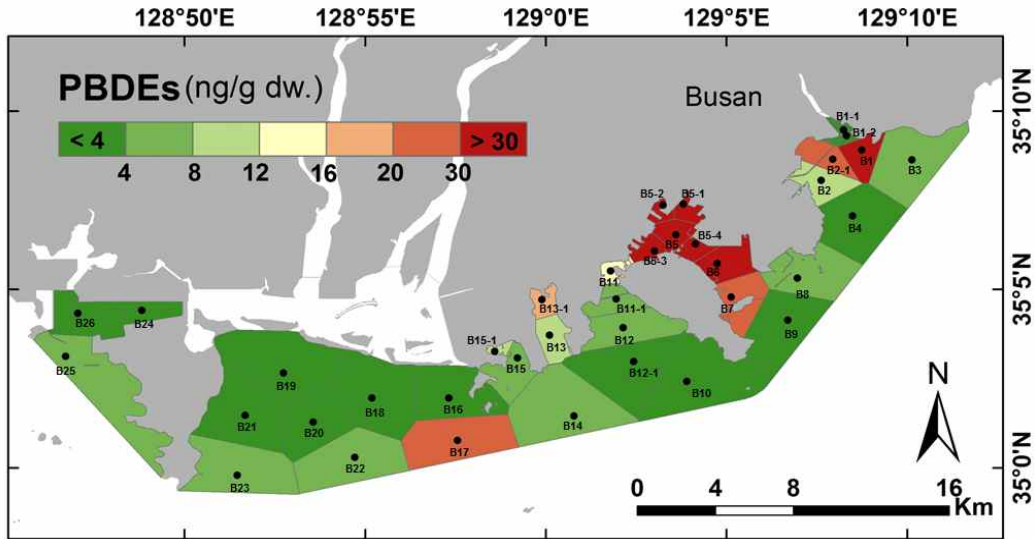 128°50'E 128°55'E 129°0'E 129°5'E 129°10'E
PBDEs (ng/g dw.)
< 4 > 30
4 8 12 16 20 30
Busan
35°10'N
35°5'N
35°0'N
B1-1
B1-2
B1
B2-1
B2
B3
B4
B5-2
B5-1
B5
B5-4
B5-3
B6
B7
B8
B9
B11
B11-1
B13-1
B13
B12
B12-1
B10
B15-1
B15
B14
B26
B24
B25
B19
B18
B16
B21
B20
B17
B22
B23
N
0 4 8 16
Km